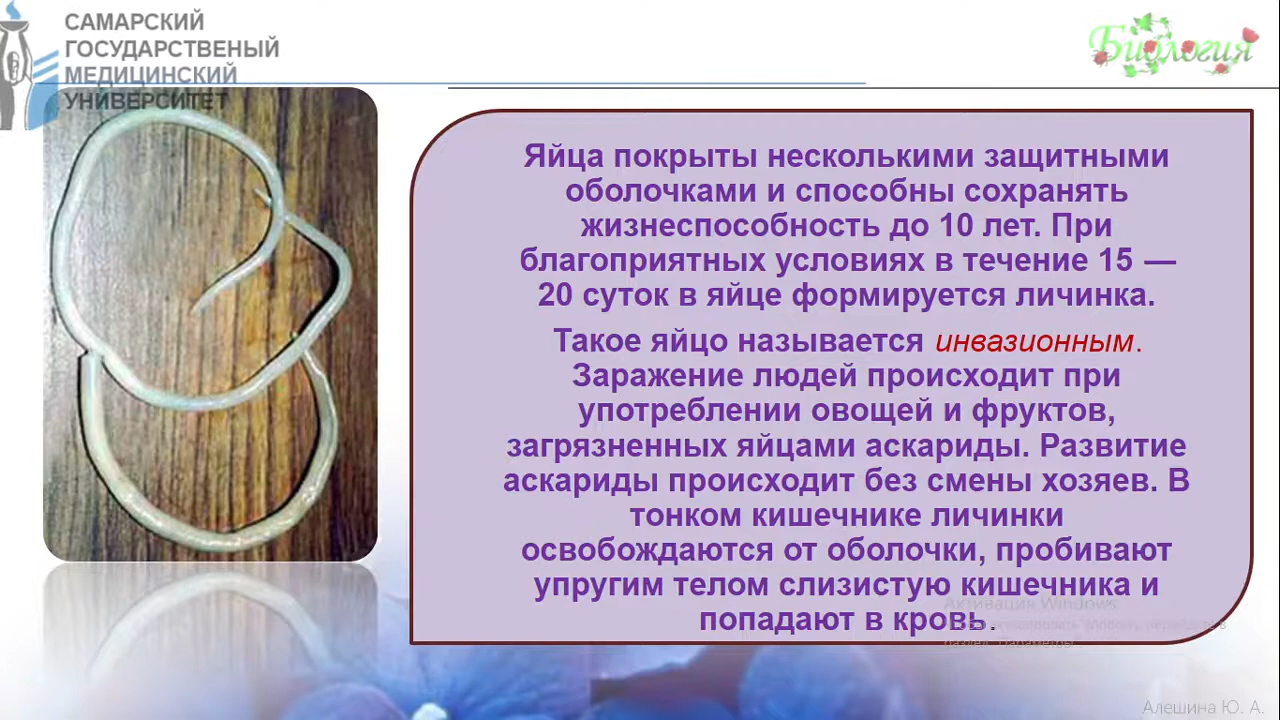 САМАРСКИЙ
ГОСУДАРСТВЕНЫЙ
МЕДИЦИНСКИЙ
УНИВЕРСИТЕТ
Биология
Яйца покрыты несколькими защитными
оболочками и способны сохранять
жизнеспособность до 10 лет. При
благоприятных условиях в течение 15 —
20 суток в яйце формируется личинка.
Такое яйцо называется инвазионным.
Заражение людей происходит при
употреблении овощей и фруктов,
загрязненных яйцами аскариды. Развитие
аскариды происходит без смены хозяев. В
тонком кишечнике личинки
освобождаются от оболочки, пробивают
упругим телом слизистую кишечника и
попадают в кровь.
Активация Windows
раздел "Параметры".
Алешина Ю. А.